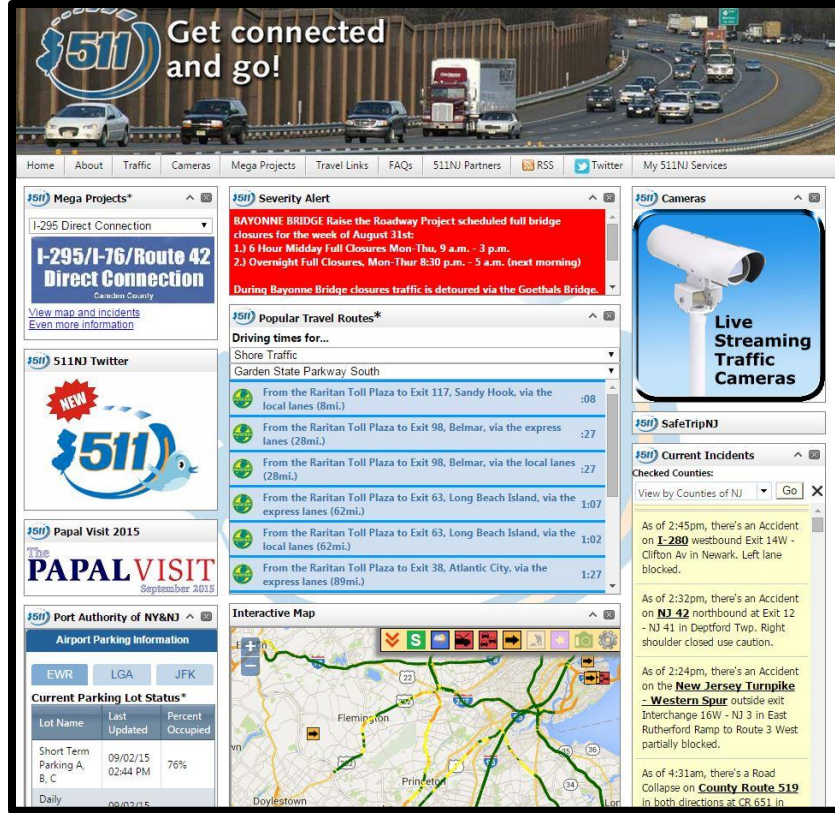 511
Get connected
and go!
Home About Traffic Cameras Mega Projects Travel Links FAQs 511NJ Partners RSS Twitter My 511NJ Services
511 Mega Projects*
I-295 Direct Connection
I-295/I-76/Route 42
Direct Connection
Camden County
View map and incidents
Even more information
511 511NJ Twitter
NEW
511
511 Papal Visit 2015
The
PAPAL VISIT
September 2015
511 Port Authority of NY&NJ
Airport Parking Information
EWR LGA JFK
Current Parking Lot Status*
Lot Name Last Updated Percent Occupied
Short Term Parking A, B, C 09/02/15 02:44 PM 76%
Daily 09/02/15
511 Severity Alert
BAYONNE BRIDGE Raise the Roadway Project scheduled full bridge
closures for the week of August 31st:
1.) 6 Hour Midday Full Closures Mon-Thu, 9 a.m. - 3 p.m.
2.) Overnight Full Closures, Mon-Thur 8:30 p.m. - 5 a.m. (next morning)
During Bayonne Bridge closures traffic is detoured via the Goethals Bridge.
511 Popular Travel Routes*
Driving times for...
Shore Traffic
Garden State Parkway South
From the Raritan Toll Plaza to Exit 117, Sandy Hook, via the
local lanes (8mi.) :08
From the Raritan Toll Plaza to Exit 98, Belmar, via the express
lanes (28mi.) :27
From the Raritan Toll Plaza to Exit 98, Belmar, via the local lanes
(28mi.) :27
From the Raritan Toll Plaza to Exit 63, Long Beach Island, via the
express lanes (62mi.) 1:07
From the Raritan Toll Plaza to Exit 63, Long Beach Island, via the
local lanes (62mi.) 1:02
From the Raritan Toll Plaza to Exit 38, Atlantic City, via the
express lanes (89mi.) 1:27
Interactive Map
S
22
Flemington
202
Princeton
36
34
Doylestown
511 Cameras
Live
Streaming
Traffic
Cameras
511 SafeTripNJ
511 Current Incidents
Checked Counties:
View by Counties of NJ Go X
As of 2:45pm, there's an Accident
on I-280 westbound Exit 14W -
Clifton Av in Newark. Left lane
blocked.
As of 2:32pm, there's an Accident
on NJ 42 northbound at Exit 12
- NJ 41 in Deptford Twp. Right
shoulder closed use caution.
As of 2:24pm, there's an Accident
on the New Jersey Turnpike
- Western Spur outside exit
Interchange 16W - NJ 3 in East
Rutherford Ramp to Route 3 West
partially blocked.
As of 4:31am, there's a Road
Collapse on County Route 519
in both directions at CR 651 in